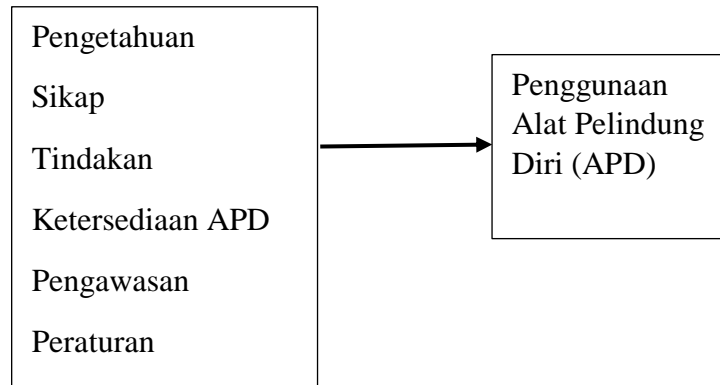 Pengetahuan
Sikap
Tindakan
Ketersediaan APD
Pengawasan
Peraturan
Penggunaan
Alat Pelindung
Diri (APD)